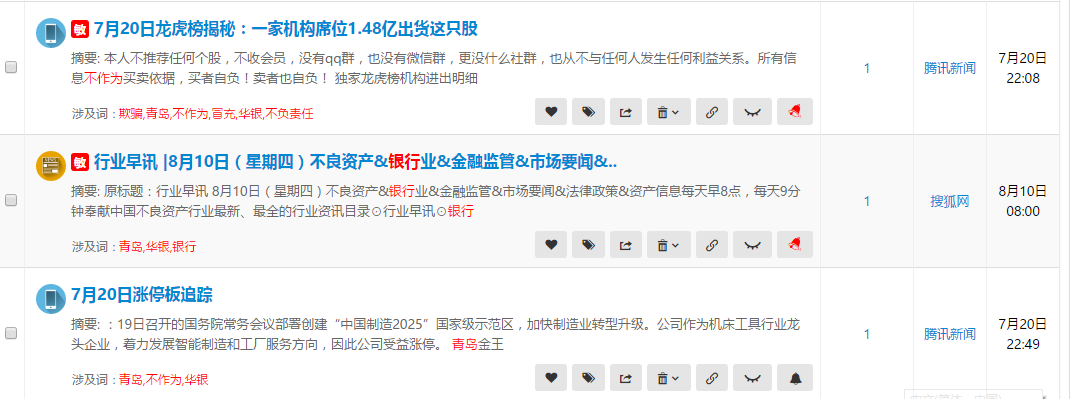 敏 7月20日龙虎榜揭秘：一家机构席位1.48亿出货这只股
摘要: 本人不推荐任何个股，不收会员，没有qq群，也没有微信群，更没什么社群，也从不与任何人发生任何利益关系。所有信
息不作为买卖依据，买者自负！卖者也自负！ 独家龙虎榜机构进出明细
涉及词：欺骗,青岛,不作为,冒充,华银,不负责任
1
腾讯新闻
7月20日
22:08
敏 行业早讯 |8月10日（星期四）不良资产&银行业&金融监管&市场要闻&..
摘要: 原标题：行业早讯 8月10日（星期四）不良资产&银行业&金融监管&市场要闻&法律政策&资产信息每天早8点，每天9分
钟奉献中国不良资产行业最新、最全的行业资讯目录⊙行业早讯⊙银行
涉及词：青岛,华银,银行
1
搜狐网
8月10日
08:00
7月20日涨停板追踪
摘要: ：19日召开的国务院常务会议部署创建“中国制造2025”国家级示范区，加快制造业转型升级。公司作为机床工具行业龙
头企业，着力发展智能制造和工厂服务方向，因此公司受益涨停。 青岛金王
涉及词：青岛,不作为,华银
1
腾讯新闻
7月20日
22:49